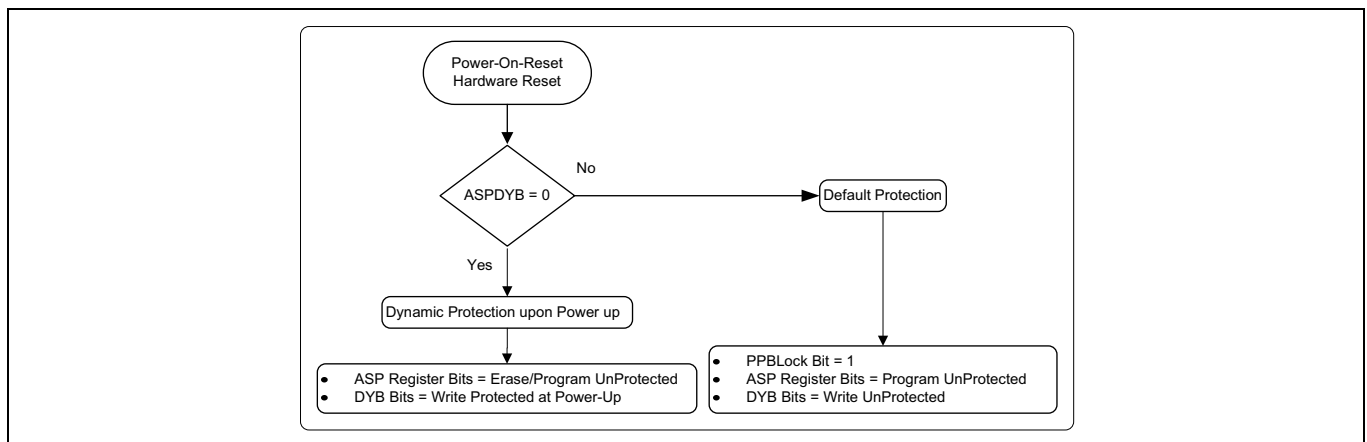 Power-On-Reset
Hardware Reset
ASPDYB = 0
No
Default Protection
Yes
Dynamic Protection upon Power up
• ASP Register Bits = Erase/Program UnProtected
• DYB Bits = Write Protected at Power-Up
• PPBLock Bit = 1
• ASP Register Bits = Program UnProtected
• DYB Bits = Write UnProtected